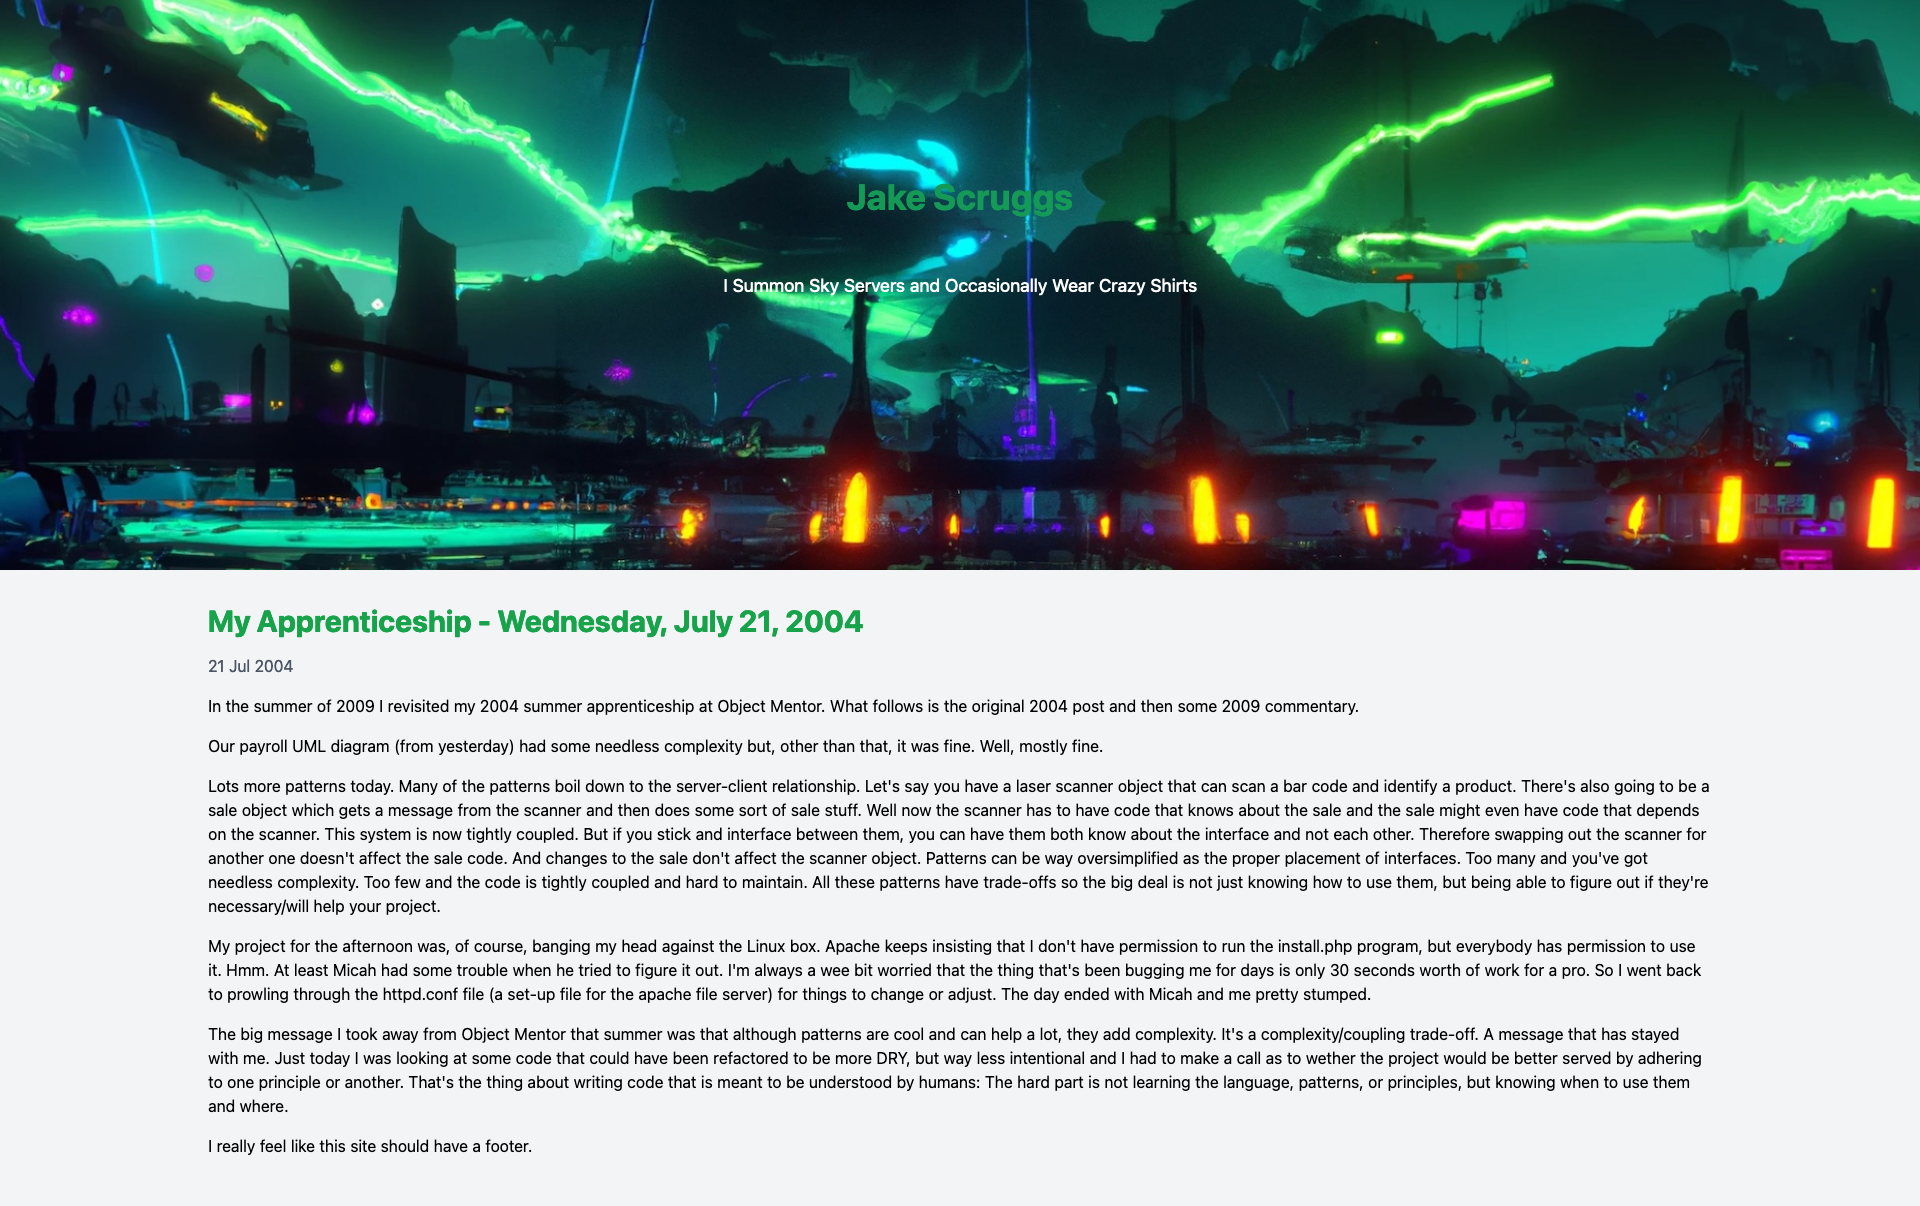 Jake Scruggs
I Summon Sky Servers and Occasionally Wear Crazy Shirts
My Apprenticeship - Wednesday, July 21, 2004
21 Jul 2004
In the summer of 2009 I revisited my 2004 summer apprenticeship at Object Mentor. What follows is the original 2004 post and then some 2009 commentary.
Our payroll UML diagram (from yesterday) had some needless complexity but, other than that, it was fine. Well, mostly fine.
Lots more patterns today. Many of the patterns boil down to the server-client relationship. Let's say you have a laser scanner object that can scan a bar code and identify a product. There's also going to be a
sale object which gets a message from the scanner and then does some sort of sale stuff. Well now the scanner has to have code that knows about the sale and the sale might even have code that depends
on the scanner. This system is now tightly coupled. But if you stick and interface between them, you can have them both know about the interface and not each other. Therefore swapping out the scanner for
another one doesn't affect the sale code. And changes to the sale don't affect the scanner object. Patterns can be way oversimplified as the proper placement of interfaces. Too many and you've got
needless complexity. Too few and the code is tightly coupled and hard to maintain. All these patterns have trade-offs so the big deal is not just knowing how to use them, but being able to figure out if they're
necessary/will help your project.
My project for the afternoon was, of course, banging my head against the Linux box. Apache keeps insisting that I don't have permission to run the install.php program, but everybody has permission to use
it. Hmm. At least Micah had some trouble when he tried to figure it out. I'm always a wee bit worried that the thing that's been bugging me for days is only 30 seconds worth of work for a pro. So I went back
to prowling through the httpd.conf file (a set-up file for the apache file server) for things to change or adjust. The day ended with Micah and me pretty stumped.
The big message I took away from Object Mentor that summer was that although patterns are cool and can help a lot, they add complexity. It's a complexity/coupling trade-off. A message that has stayed
with me. Just today I was looking at some code that could have been refactored to be more DRY, but way less intentional and I had to make a call as to wether the project would be better served by adhering
to one principle or another. That's the thing about writing code that is meant to be understood by humans: The hard part is not learning the language, patterns, or principles, but knowing when to use them
and where.
I really feel like this site should have a footer.